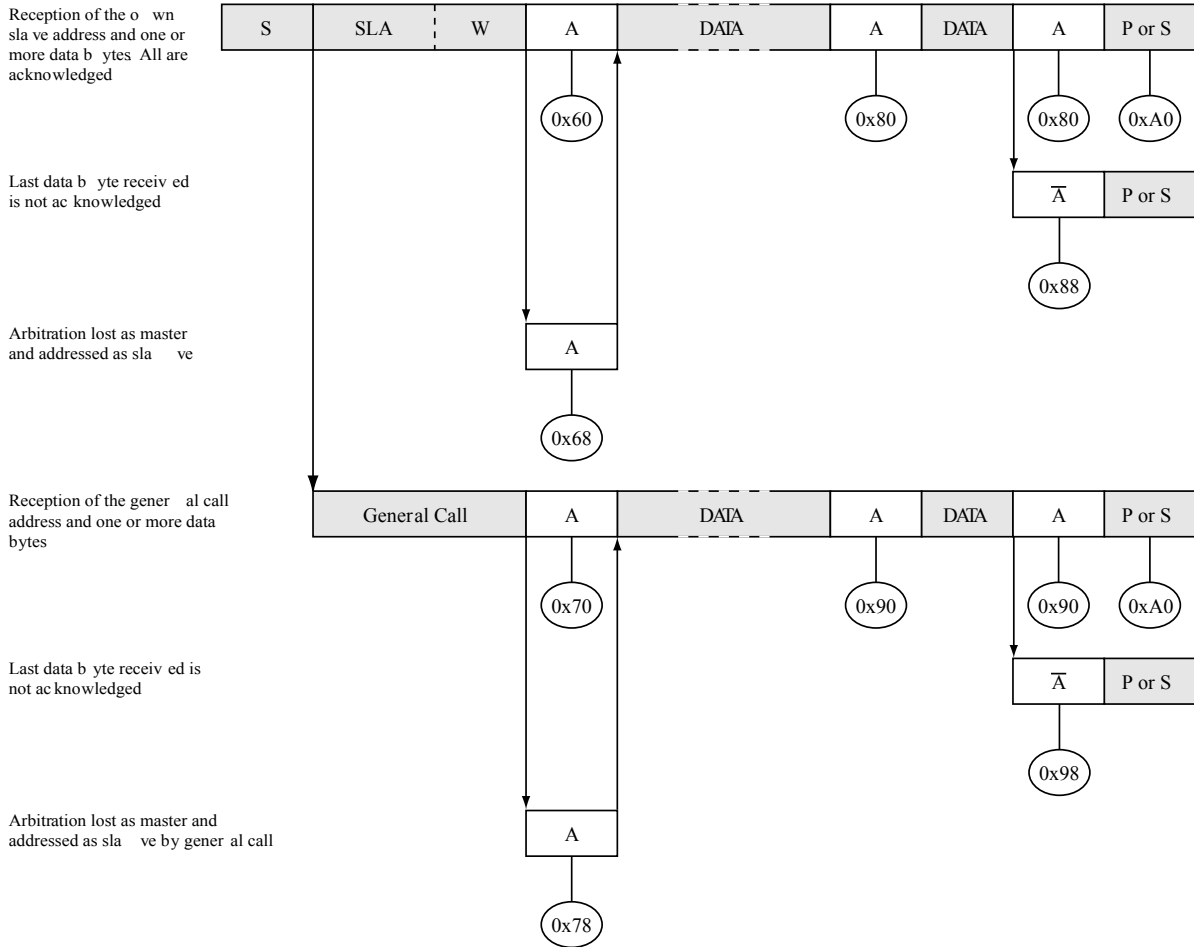 Reception of the o wn
sla ve address and one or
more data b ytes. All are
acknowledged
S SLA W A DATA A DATA A P or S
0x60 0x80 0x80 0xA0
Last data b yte receiv ed
is not ac knowledged
A P or S
0x88
Arbitration lost as master
and addressed as sla ve
A
0x68
Reception of the gener al call
address and one or more data
bytes
General Call A DATA A DATA A P or S
0x70 0x90 0x90 0xA0
Last data b yte receiv ed is
not ac knowledged
A P or S
0x98
Arbitration lost as master and
addressed as sla ve by gener al call
A
0x78